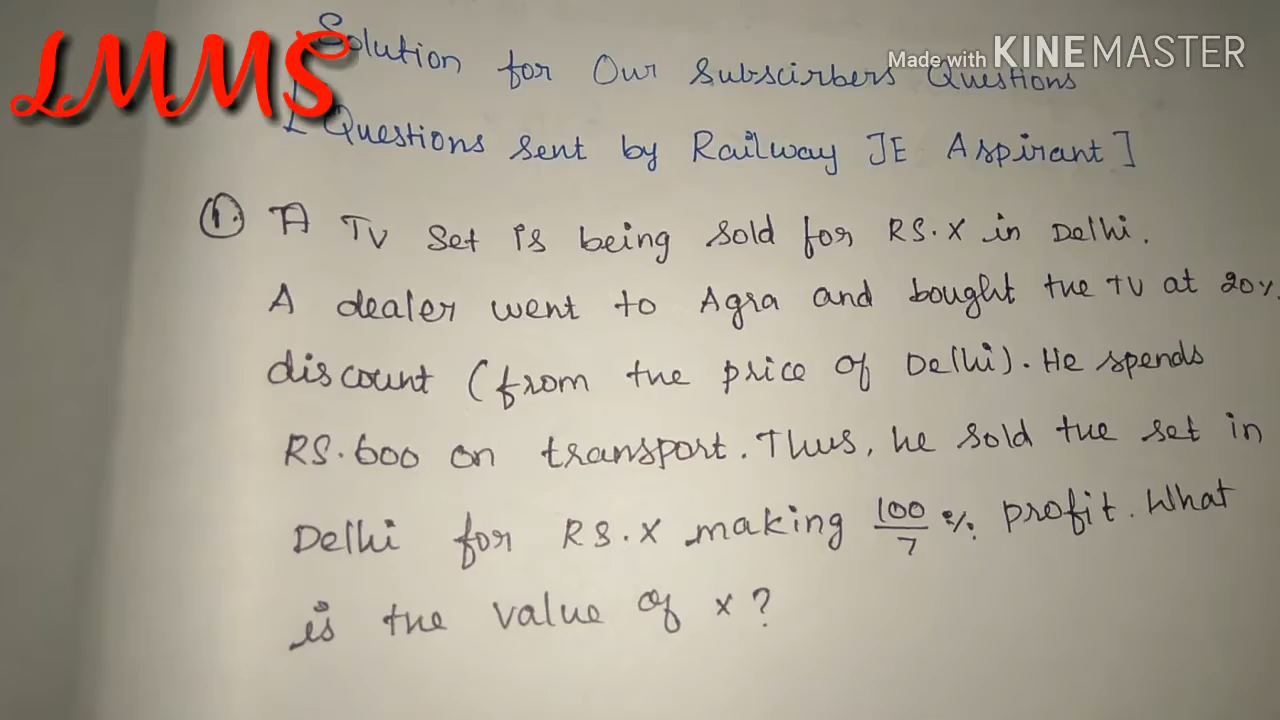 LMMS
Made with KINEMASTER
Solution for Our Subscirbers Questions
[Questions sent by Railway JE Aspirant]
1. A TV set is being sold for RS.X in Delhi.
A dealer went to Agra and bought the TV at 20%
discount (from the price of Delhi). He spends
RS.600 on transport. Thus, he sold the set in
Delhi for RS.X making 100/7 % profit. What
is the value of x?